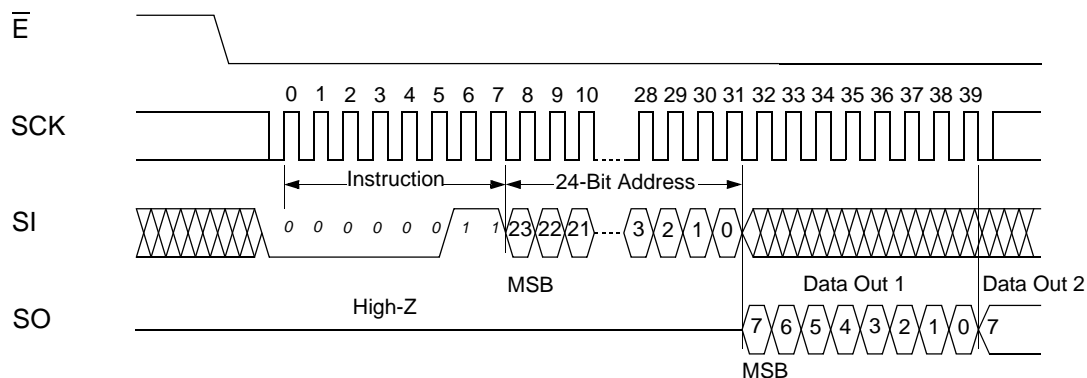 E
0 1 2 3 4 5 6 7 8 9 10 28 29 30 31 32 33 34 35 36 37 38 39
SCK
Instruction 24-Bit Address
SI 0 0 0 0 0 0 1 1 23 22 21 3 2 1 0
MSB Data Out 1 Data Out 2
High-Z
SO 7 6 5 4 3 2 1 0 7
MSB